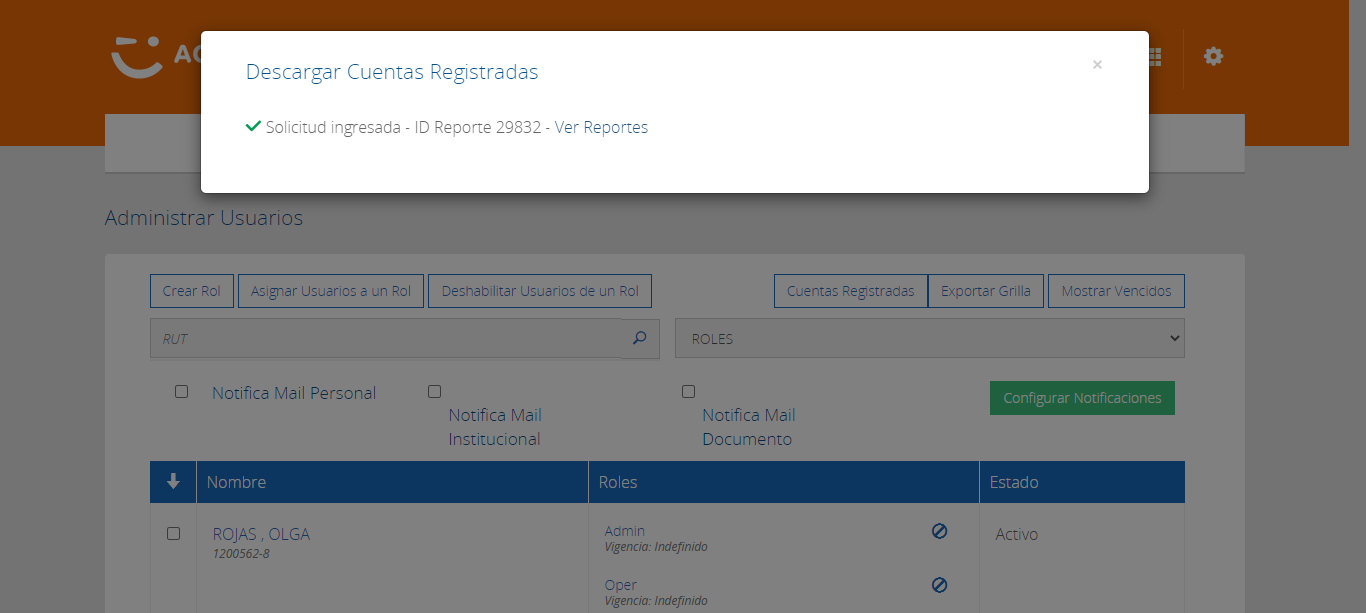 Descargar Cuentas Registradas
×
Solicitud ingresada - ID Reporte 29832 - Ver Reportes
Administrar Usuarios
Crear Rol Asignar Usuarios a un Rol Deshabilitar Usuarios de un Rol Cuentas Registradas Exportar Grilla Mostrar Vencidos
RUT ROLES
Notifica Mail Personal
Notifica Mail
Institucional
Notifica Mail
Documento
Configurar Notificaciones
Nombre Roles Estado
ROJAS , OLGA
1200562-8
Admin
Vigencia: Indefinido
Oper
Vigencia: Indefinido
Activo